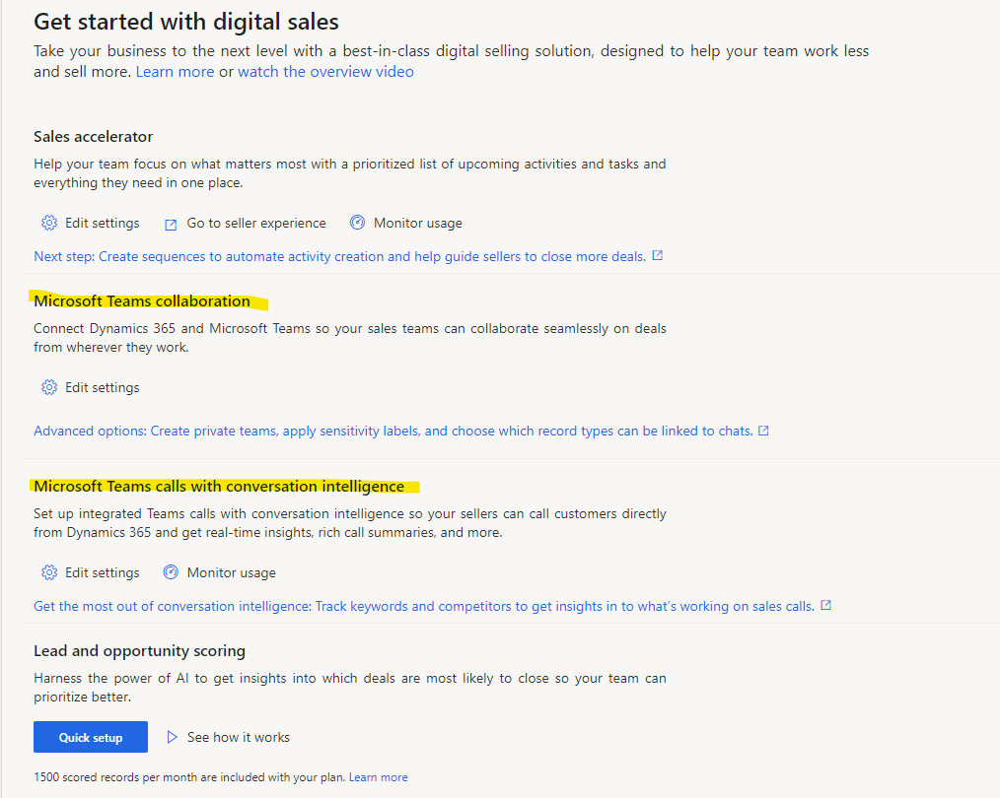 Get started with digital sales
Take your business to the next level with a best-in-class digital selling solution, designed to help your team work less
and sell more. Learn more or watch the overview video
Sales accelerator
Help your team focus on what matters most with a prioritized list of upcoming activities and tasks and
everything they need in one place.
Edit settings Go to seller experience Monitor usage
Next step: Create sequences to automate activity creation and help guide sellers to close more deals.
Microsoft Teams collaboration
Connect Dynamics 365 and Microsoft Teams so your sales teams can collaborate seamlessly on deals
from wherever they work.
Edit settings
Advanced options: Create private teams, apply sensitivity labels, and choose which record types can be linked to chats.
Microsoft Teams calls with conversation intelligence
Set up integrated Teams calls with conversation intelligence so your sellers can call customers directly
from Dynamics 365 and get real-time insights, rich call summaries, and more.
Edit settings Monitor usage
Get the most out of conversation intelligence: Track keywords and competitors to get insights in to what's working on sales calls.
Lead and opportunity scoring
Harness the power of AI to get insights into which deals are most likely to close so your team can
prioritize better.
Quick setup See how it works
1500 scored records per month are included with your plan. Learn more